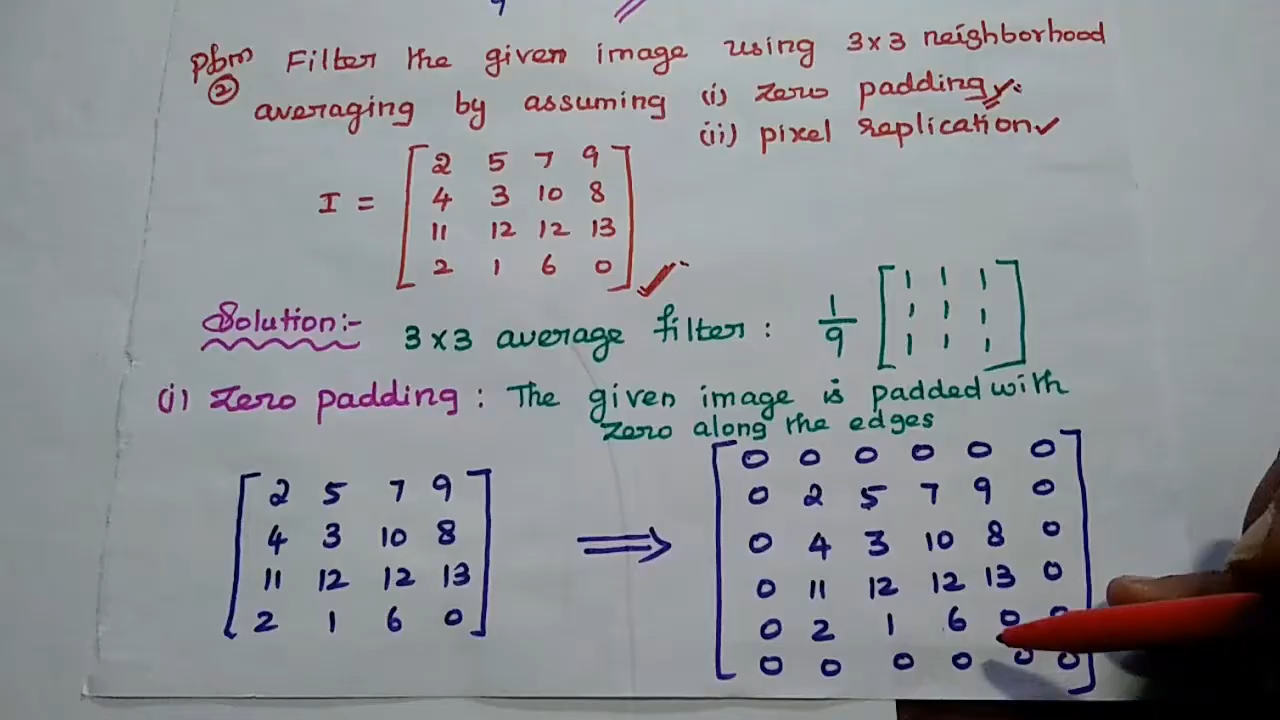 pbm Filter the given image using 3x3 neighborhood
② averaging by assuming (i) zero padding
(ii) pixel replication
I = [ 2 5 7 9
4 3 10 8
11 12 12 13
2 1 6 0 ]
Solution:- 3x3 average filter : 1/9 [ 1 1 1
1 1 1
1 1 1 ]
(i) zero padding : The given image is padded with
zero along the edges
[ 2 5 7 9
4 3 10 8
11 12 12 13
2 1 6 0 ]
⟹
[ 0 0 0 0 0 0
0 2 5 7 9 0
0 4 3 10 8 0
0 11 12 12 13 0
0 2 1 6 0 0
0 0 0 0 0 0 ]